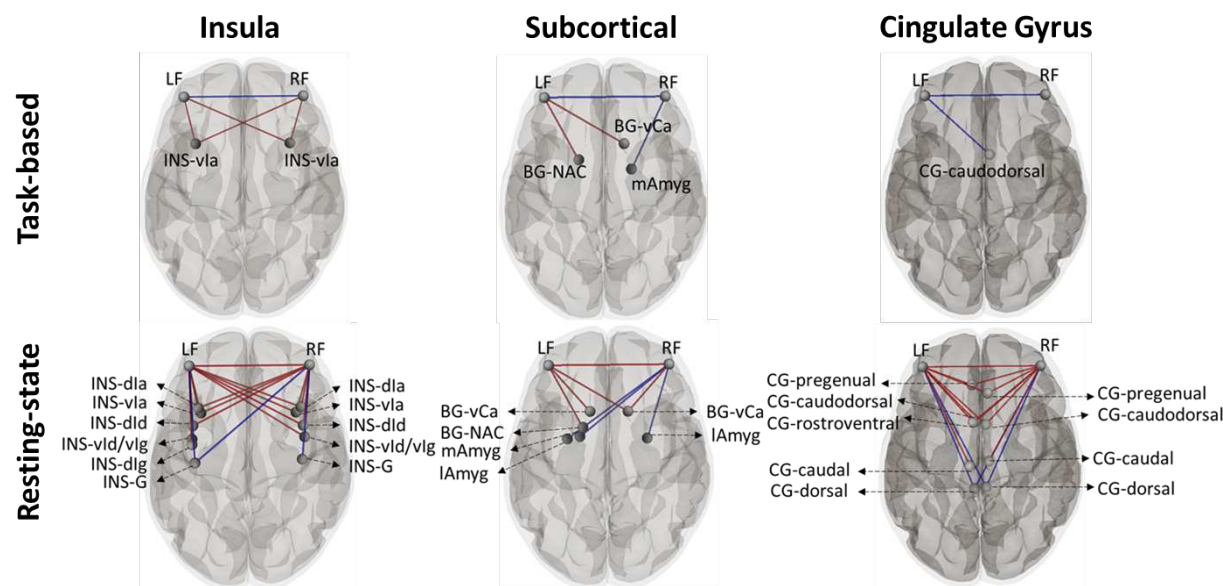 Insula
Subcortical
Cingulate Gyrus
Task-based
LF
RF
INS-vIa
INS-vIa
LF
RF
BG-vCa
BG-NAC
mAmyg
LF
RF
CG-caudodorsal
Resting-state
LF
RF
INS-dIa
INS-vIa
INS-dId
INS-vId/vIg
INS-dIg
INS-G
INS-dIa
INS-vIa
INS-dId
INS-vId/vIg
INS-G
LF
RF
BG-vCa
BG-NAC
mAmyg
lAmyg
BG-vCa
lAmyg
LF
RF
CG-pregenual
CG-caudodorsal
CG-rostroventral
CG-caudal
CG-dorsal
CG-pregenual
CG-caudodorsal
CG-caudal
CG-dorsal